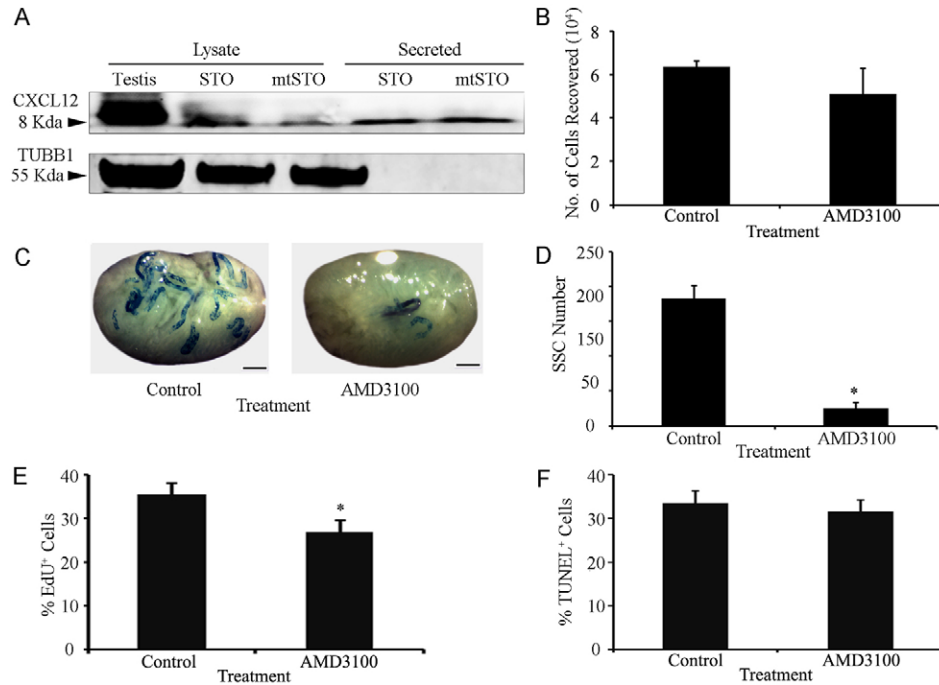 A
Lysate Secreted
Testis STO mtSTO STO mtSTO
CXCL12
8 Kda
TUBB1
55 Kda
B
No. of Cells Recovered (10⁴)
8
6
4
2
0
Control AMD3100
Treatment
C
Control AMD3100
Treatment
D
SSC Number
250
200
150
100
50
0
*
Control AMD3100
Treatment
E
% EdU⁺ Cells
40
30
20
10
0
*
Control AMD3100
Treatment
F
% TUNEL⁺ Cells
40
30
20
10
0
Control AMD3100
Treatment